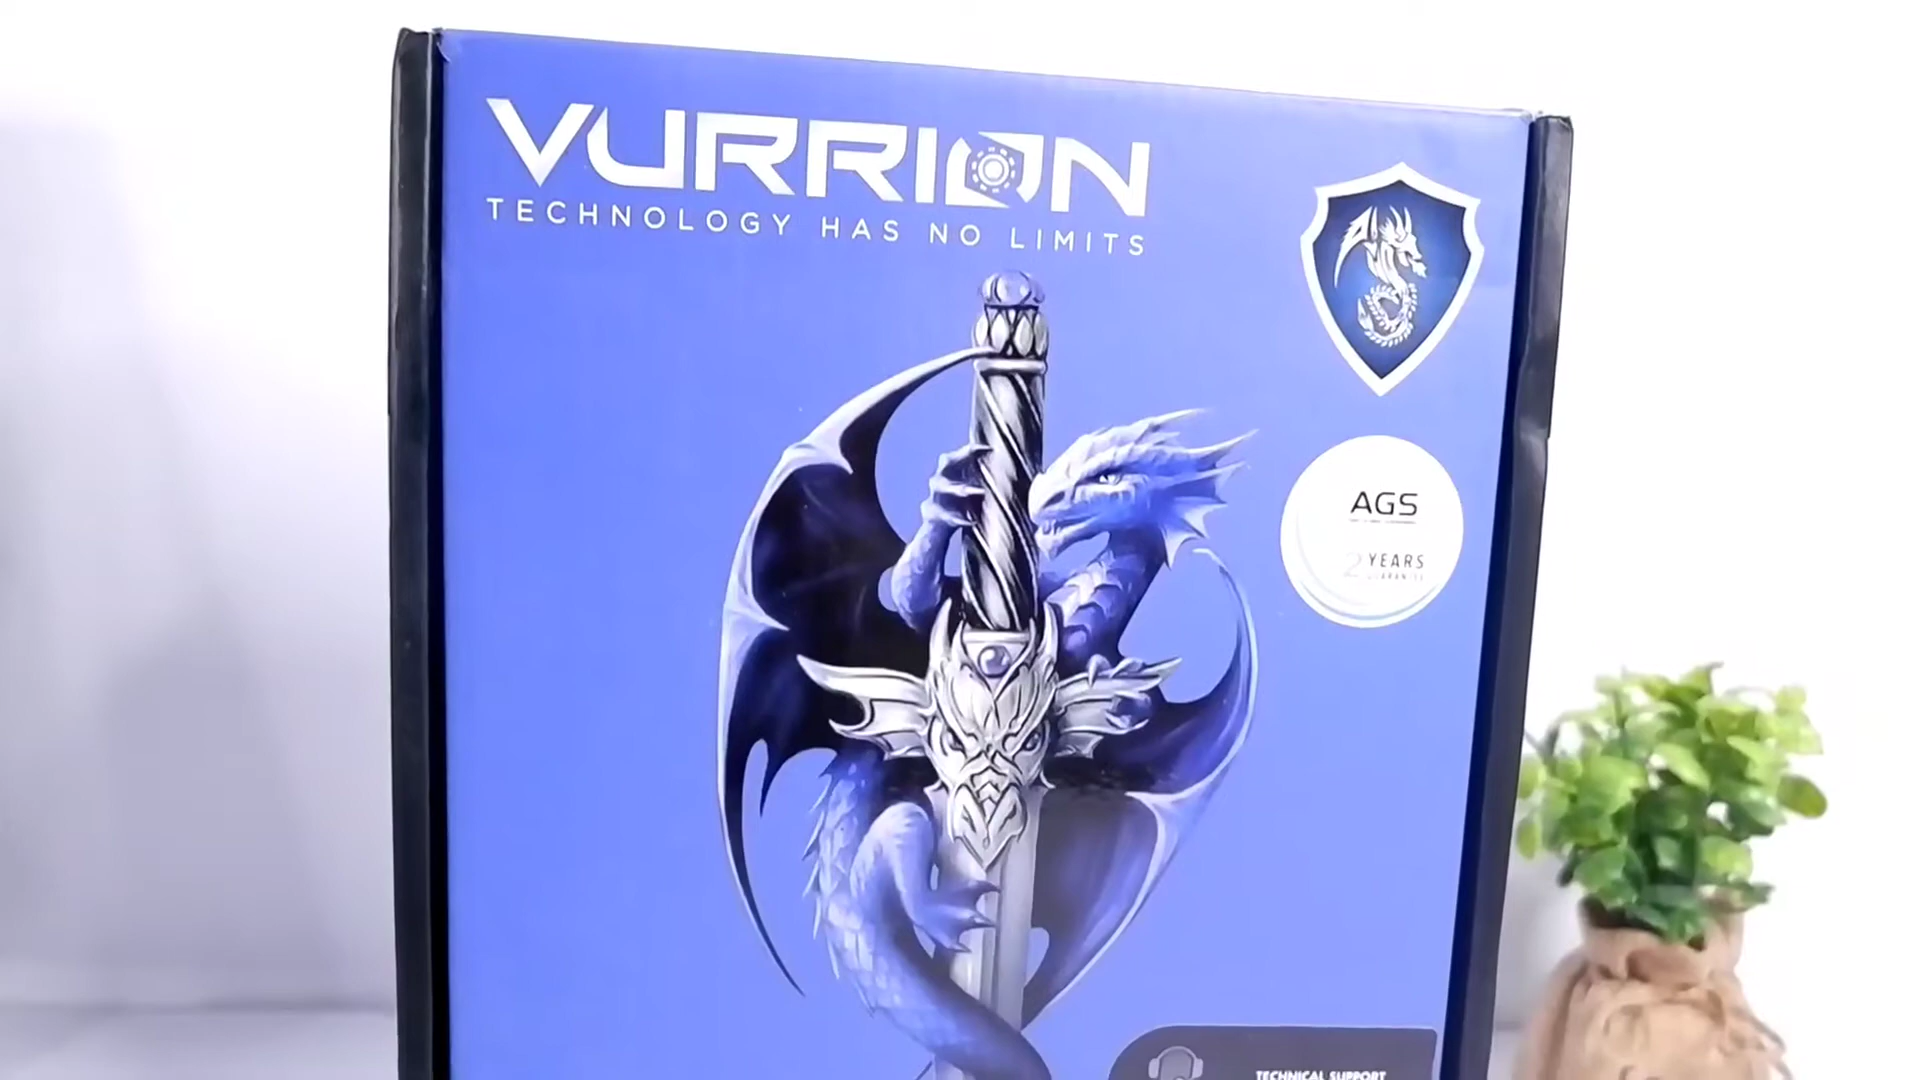 VURRION
TECHNOLOGY HAS NO LIMITS
AGS
2 YEARS
TECHNICAL SUPPORT